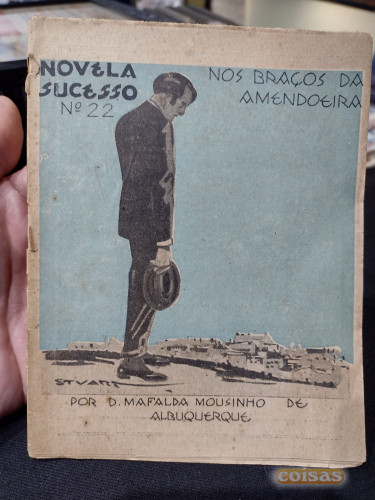 NOVELA
SUCESSO
Nº 22
NOS BRAÇOS DA
AMENDOEIRA
STUART
POR D. MAFALDA MOUSINHO DE
ALBUQUERQUE
coisas